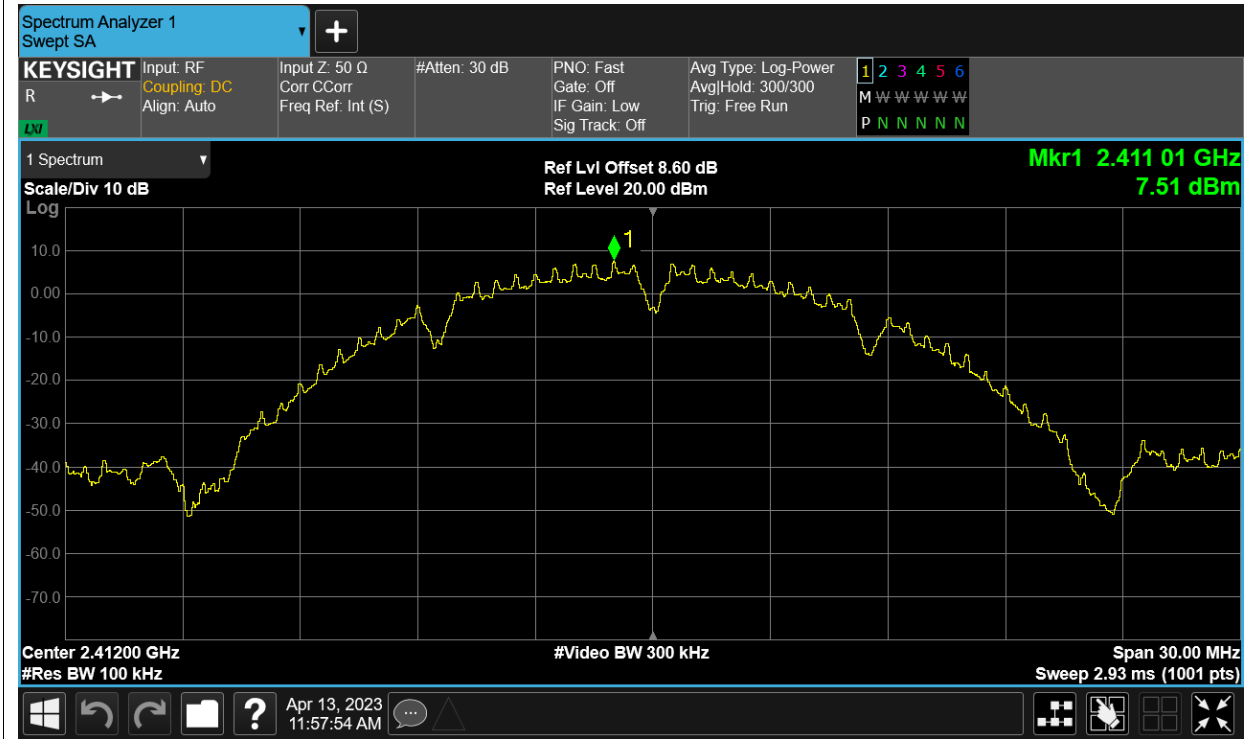 Spectrum Analyzer 1
Swept SA
KEYSIGHT
R
LXI
Input: RF
Coupling: DC
Align: Auto
Input Z: 50 Ω
Corr CCorr
Freq Ref: Int (S)
#Atten: 30 dB
PNO: Fast
Gate: Off
IF Gain: Low
Sig Track: Off
Avg Type: Log-Power
Avg|Hold: 300/300
Trig: Free Run
1 2 3 4 5 6
M W W W W W
P N N N N N
1 Spectrum
Scale/Div 10 dB
Ref Lvl Offset 8.60 dB
Ref Level 20.00 dBm
Mkr1 2.411 01 GHz
7.51 dBm
Log
1
10.0
0.00
-10.0
-20.0
-30.0
-40.0
-50.0
-60.0
-70.0
Center 2.41200 GHz
#Res BW 100 kHz
#Video BW 300 kHz
Span 30.00 MHz
Sweep 2.93 ms (1001 pts)
?
Apr 13, 2023
11:57:54 AM